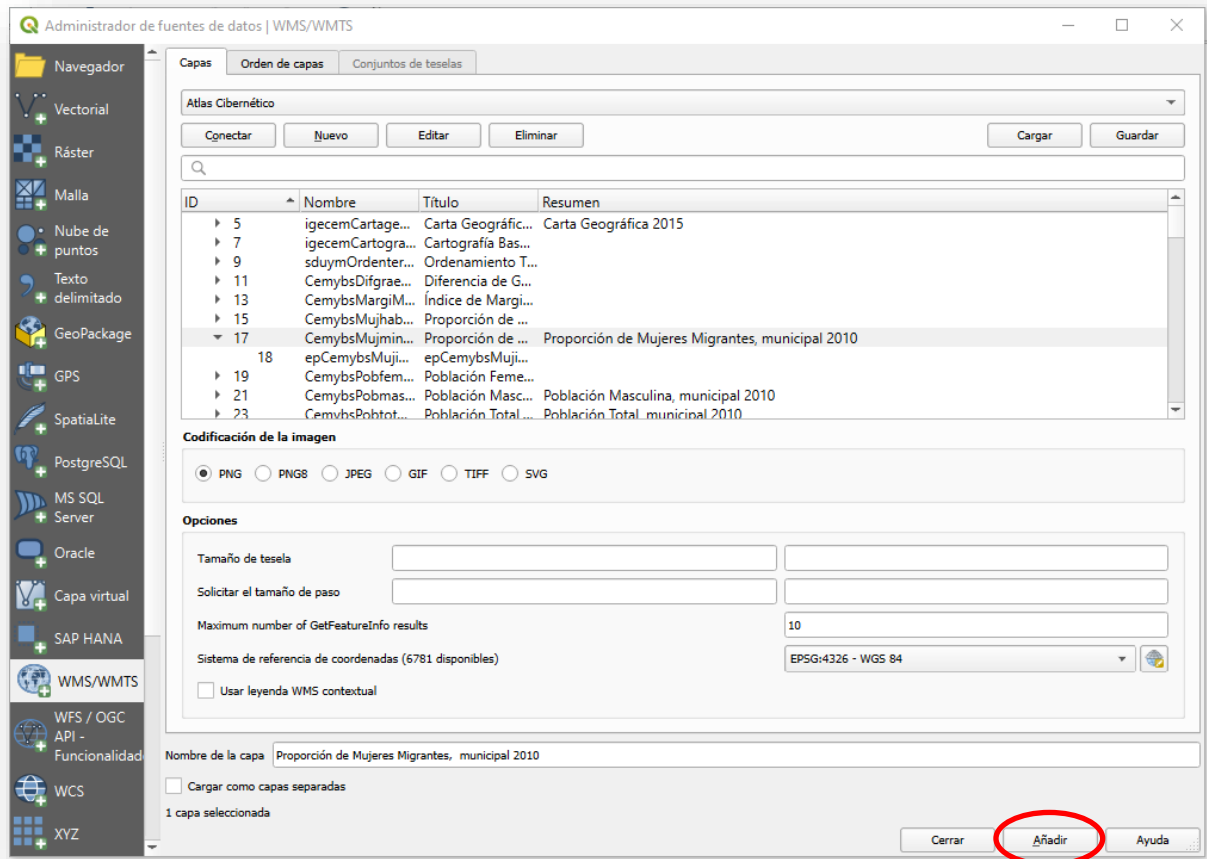 Administrador de fuentes de datos | WMS/WMTS
Navegador
Vectorial
Ráster
Malla
Nube de
puntos
Texto
delimitado
GeoPackage
GPS
SpatiaLite
PostgreSQL
MS SQL
Server
Oracle
Capa virtual
SAP HANA
WMS/WMTS
WFS / OGC
API -
Funcionalidad
WCS
XYZ
Capas Orden de capas Conjuntos de teselas
Atlas Cibernético
Conectar Nuevo Editar Eliminar Cargar Guardar
ID Nombre Título Resumen
5 igecemCartage... Carta Geográfic... Carta Geográfica 2015
7 igecemCartogra... Cartografía Bas...
9 sduymOrdenter... Ordenamiento T...
11 CemybsDifgrae... Diferencia de G...
13 CemybsMargiM... Índice de Margi...
15 CemybsMujhab... Proporción de ...
17 CemybsMujmin... Proporción de ... Proporción de Mujeres Migrantes, municipal 2010
18 epCemybsMuji... epCemybsMuji...
19 CemybsPobfem... Población Feme...
21 CemybsPobmas... Población Masc... Población Masculina, municipal 2010
23 CemybsPobtot... Población Total ... Población Total, municipal 2010
Codificación de la imagen
PNG PNG8 JPEG GIF TIFF SVG
Opciones
Tamaño de tesela
Solicitar el tamaño de paso
Maximum number of GetFeatureInfo results 10
Sistema de referencia de coordenadas (6781 disponibles) EPSG:4326 - WGS 84
Usar leyenda WMS contextual
Nombre de la capa Proporción de Mujeres Migrantes, municipal 2010
Cargar como capas separadas
1 capa seleccionada
Cerrar Añadir Ayuda